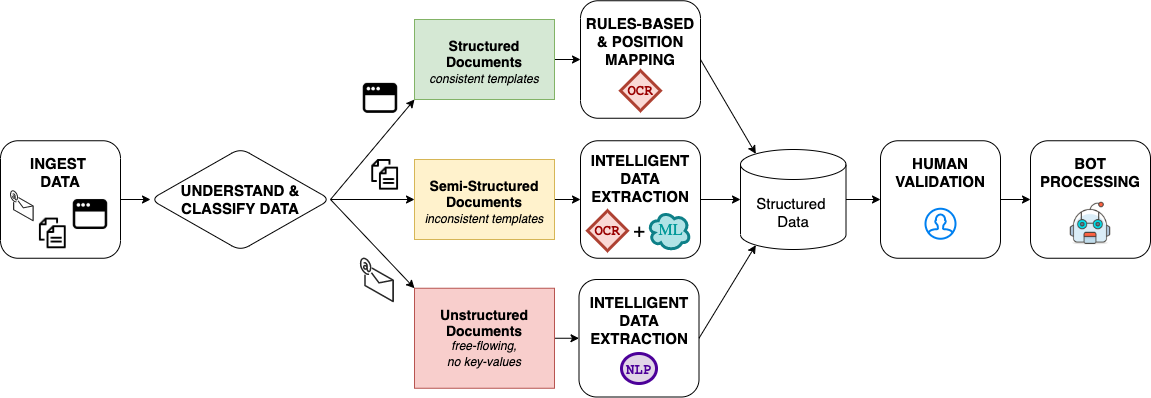 INGEST
DATA
@
UNDERSTAND &
CLASSIFY DATA
@
Structured
Documents
consistent templates
Semi-Structured
Documents
inconsistent templates
Unstructured
Documents
free-flowing,
no key-values
RULES-BASED
& POSITION
MAPPING
OCR
INTELLIGENT
DATA
EXTRACTION
OCR + ML
INTELLIGENT
DATA
EXTRACTION
NLP
Structured
Data
HUMAN
VALIDATION
BOT
PROCESSING